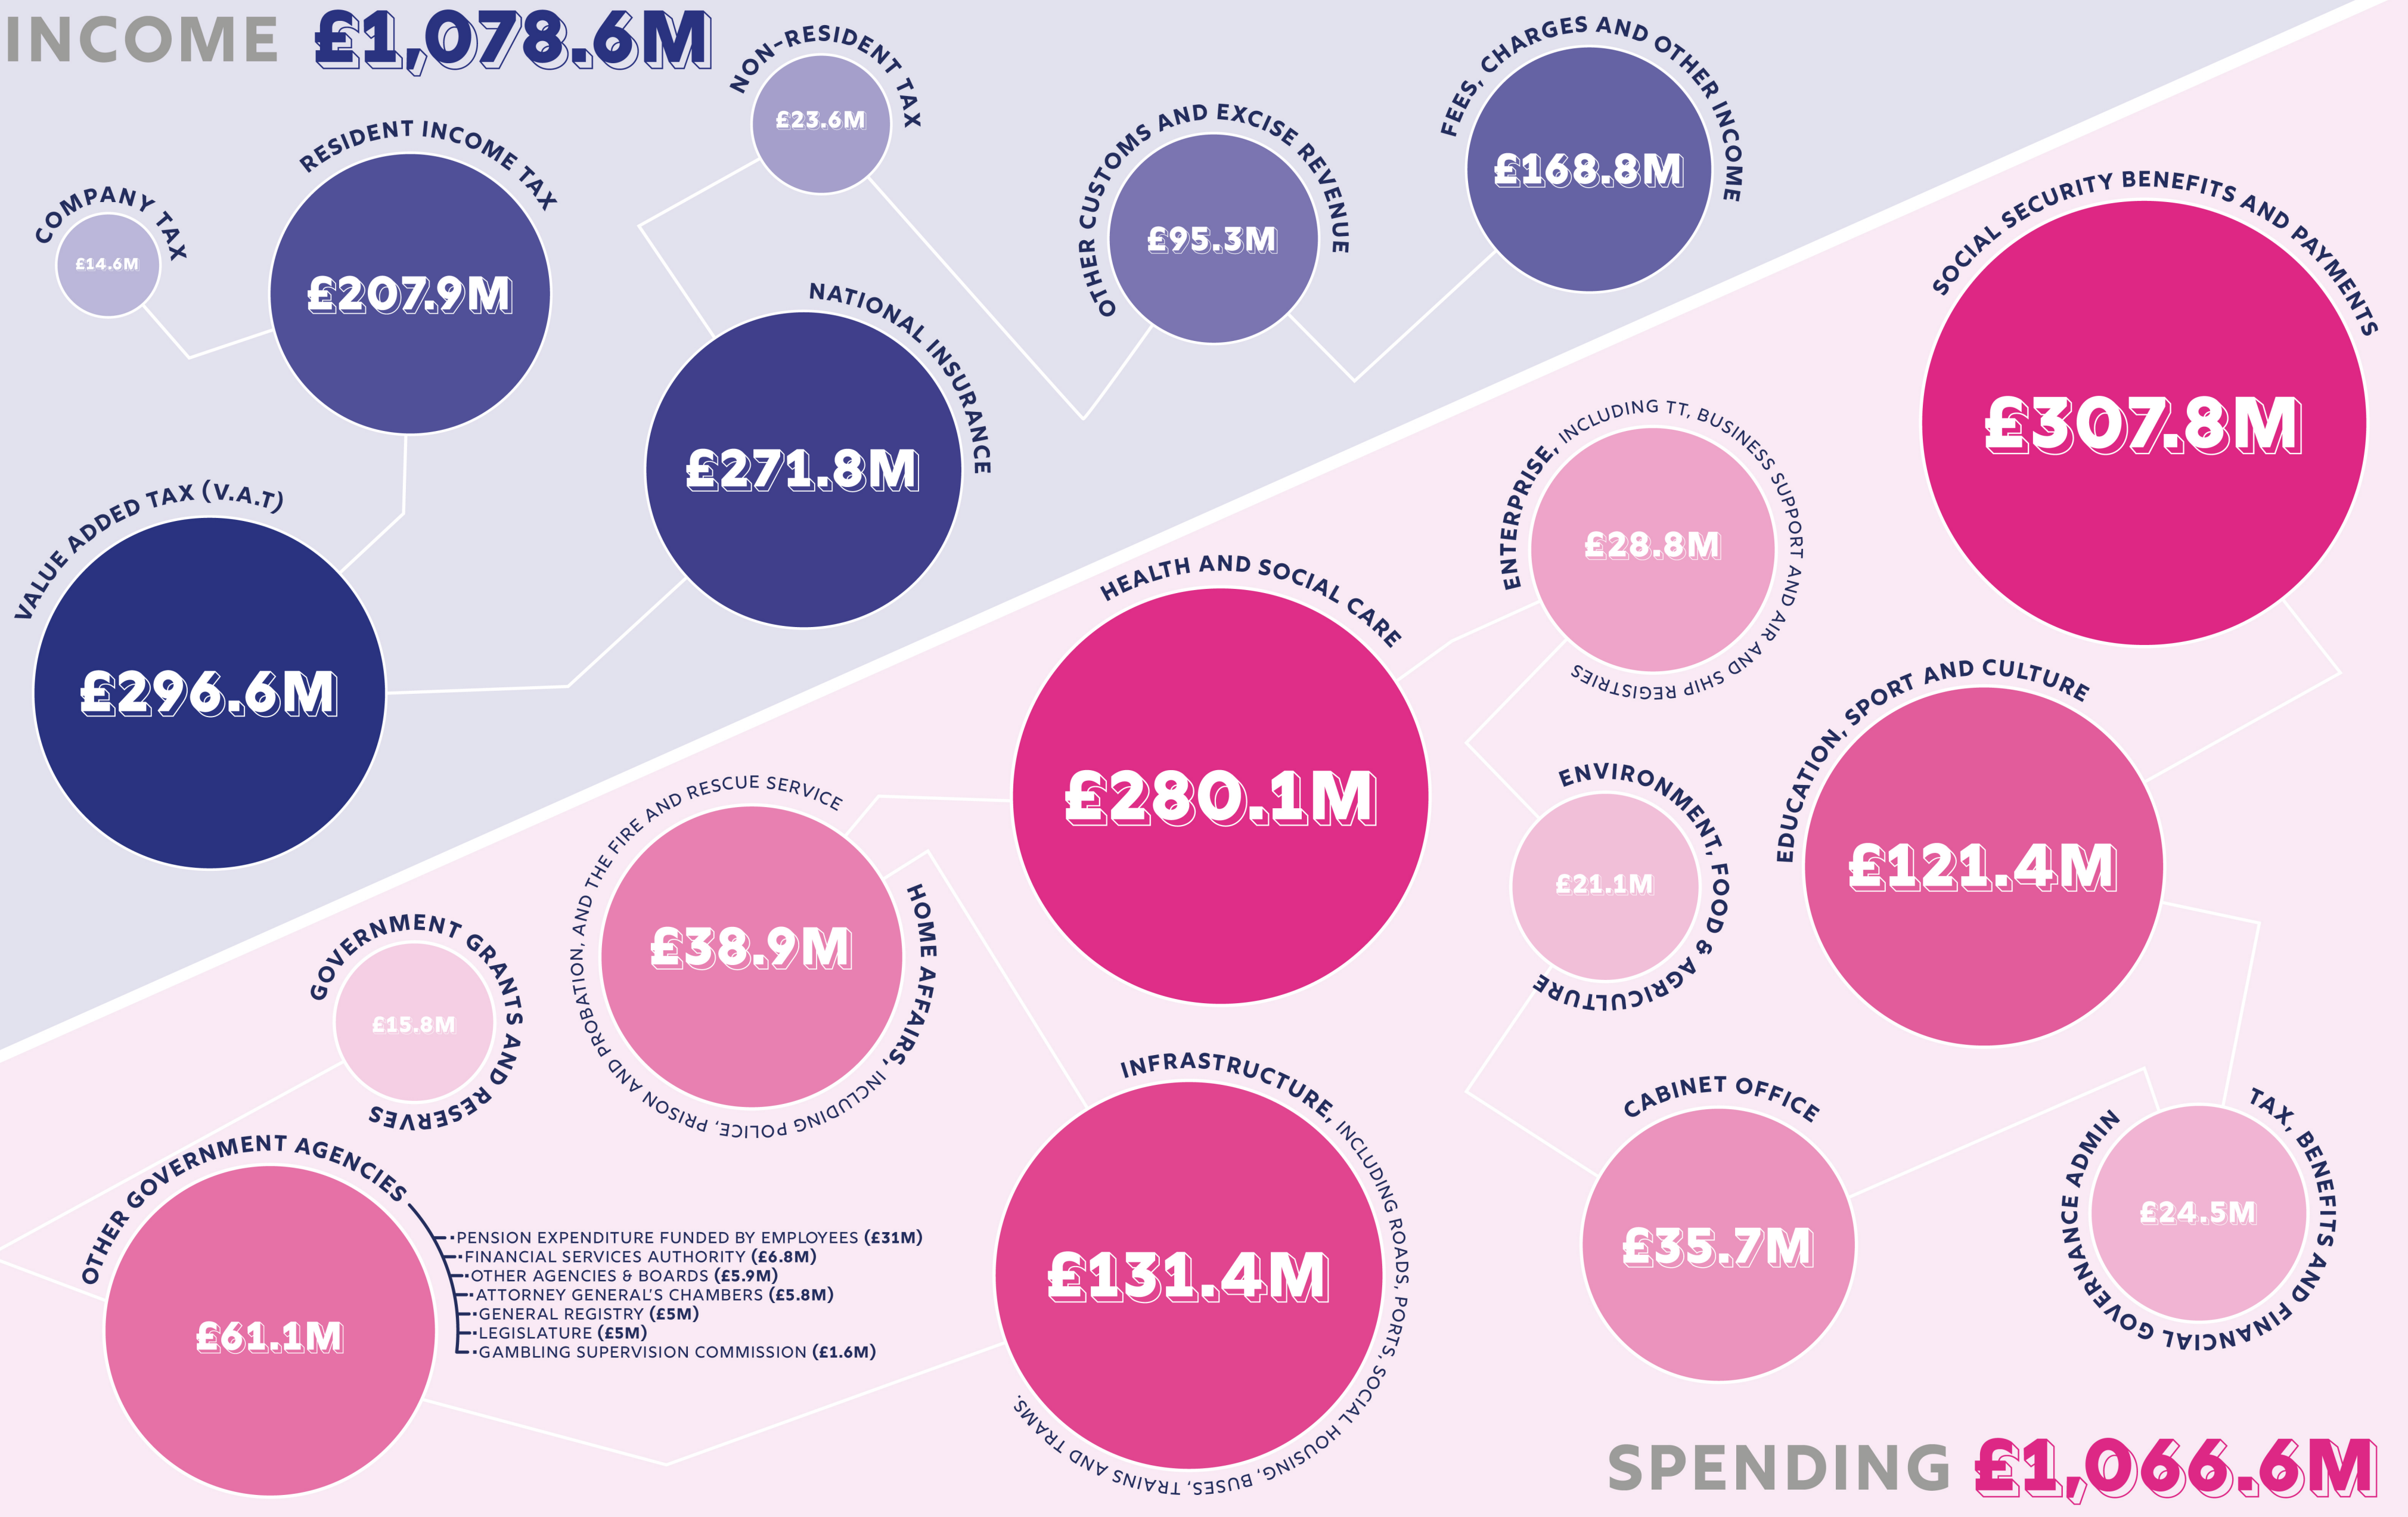 INCOME £1,078.6M
COMPANY TAX
£14.6M
RESIDENT INCOME TAX
£207.9M
NON-RESIDENT TAX
£23.6M
OTHER CUSTOMS AND EXCISE REVENUE
£95.3M
FEES, CHARGES AND OTHER INCOME
£168.8M
NATIONAL INSURANCE
£271.8M
VALUE ADDED TAX (V.A.T)
£296.6M
SOCIAL SECURITY BENEFITS AND PAYMENTS
£307.8M
ENTERPRISE, INCLUDING TT, BUSINESS SUPPORT AND AIR AND SHIP REGISTRIES
£28.8M
HEALTH AND SOCIAL CARE
£280.1M
EDUCATION, SPORT AND CULTURE
£121.4M
ENVIRONMENT, FOOD & AGRICULTURE
£21.1M
HOME AFFAIRS, INCLUDING POLICE, PRISON AND PROBATION, AND THE FIRE AND RESCUE SERVICE
£38.9M
GOVERNMENT GRANTS AND RESERVES
£15.8M
INFRASTRUCTURE, INCLUDING ROADS, PORTS, SOCIAL HOUSING, BUSES, TRAINS AND TRAMS.
£131.4M
CABINET OFFICE
£35.7M
TAX, BENEFITS AND FINANCIAL GOVERNANCE ADMIN
£24.5M
OTHER GOVERNMENT AGENCIES
£61.1M
PENSION EXPENDITURE FUNDED BY EMPLOYEES (£31M)
FINANCIAL SERVICES AUTHORITY (£6.8M)
OTHER AGENCIES & BOARDS (£5.9M)
ATTORNEY GENERAL'S CHAMBERS (£5.8M)
GENERAL REGISTRY (£5M)
LEGISLATURE (£5M)
GAMBLING SUPERVISION COMMISSION (£1.6M)
SPENDING £1,066.6M